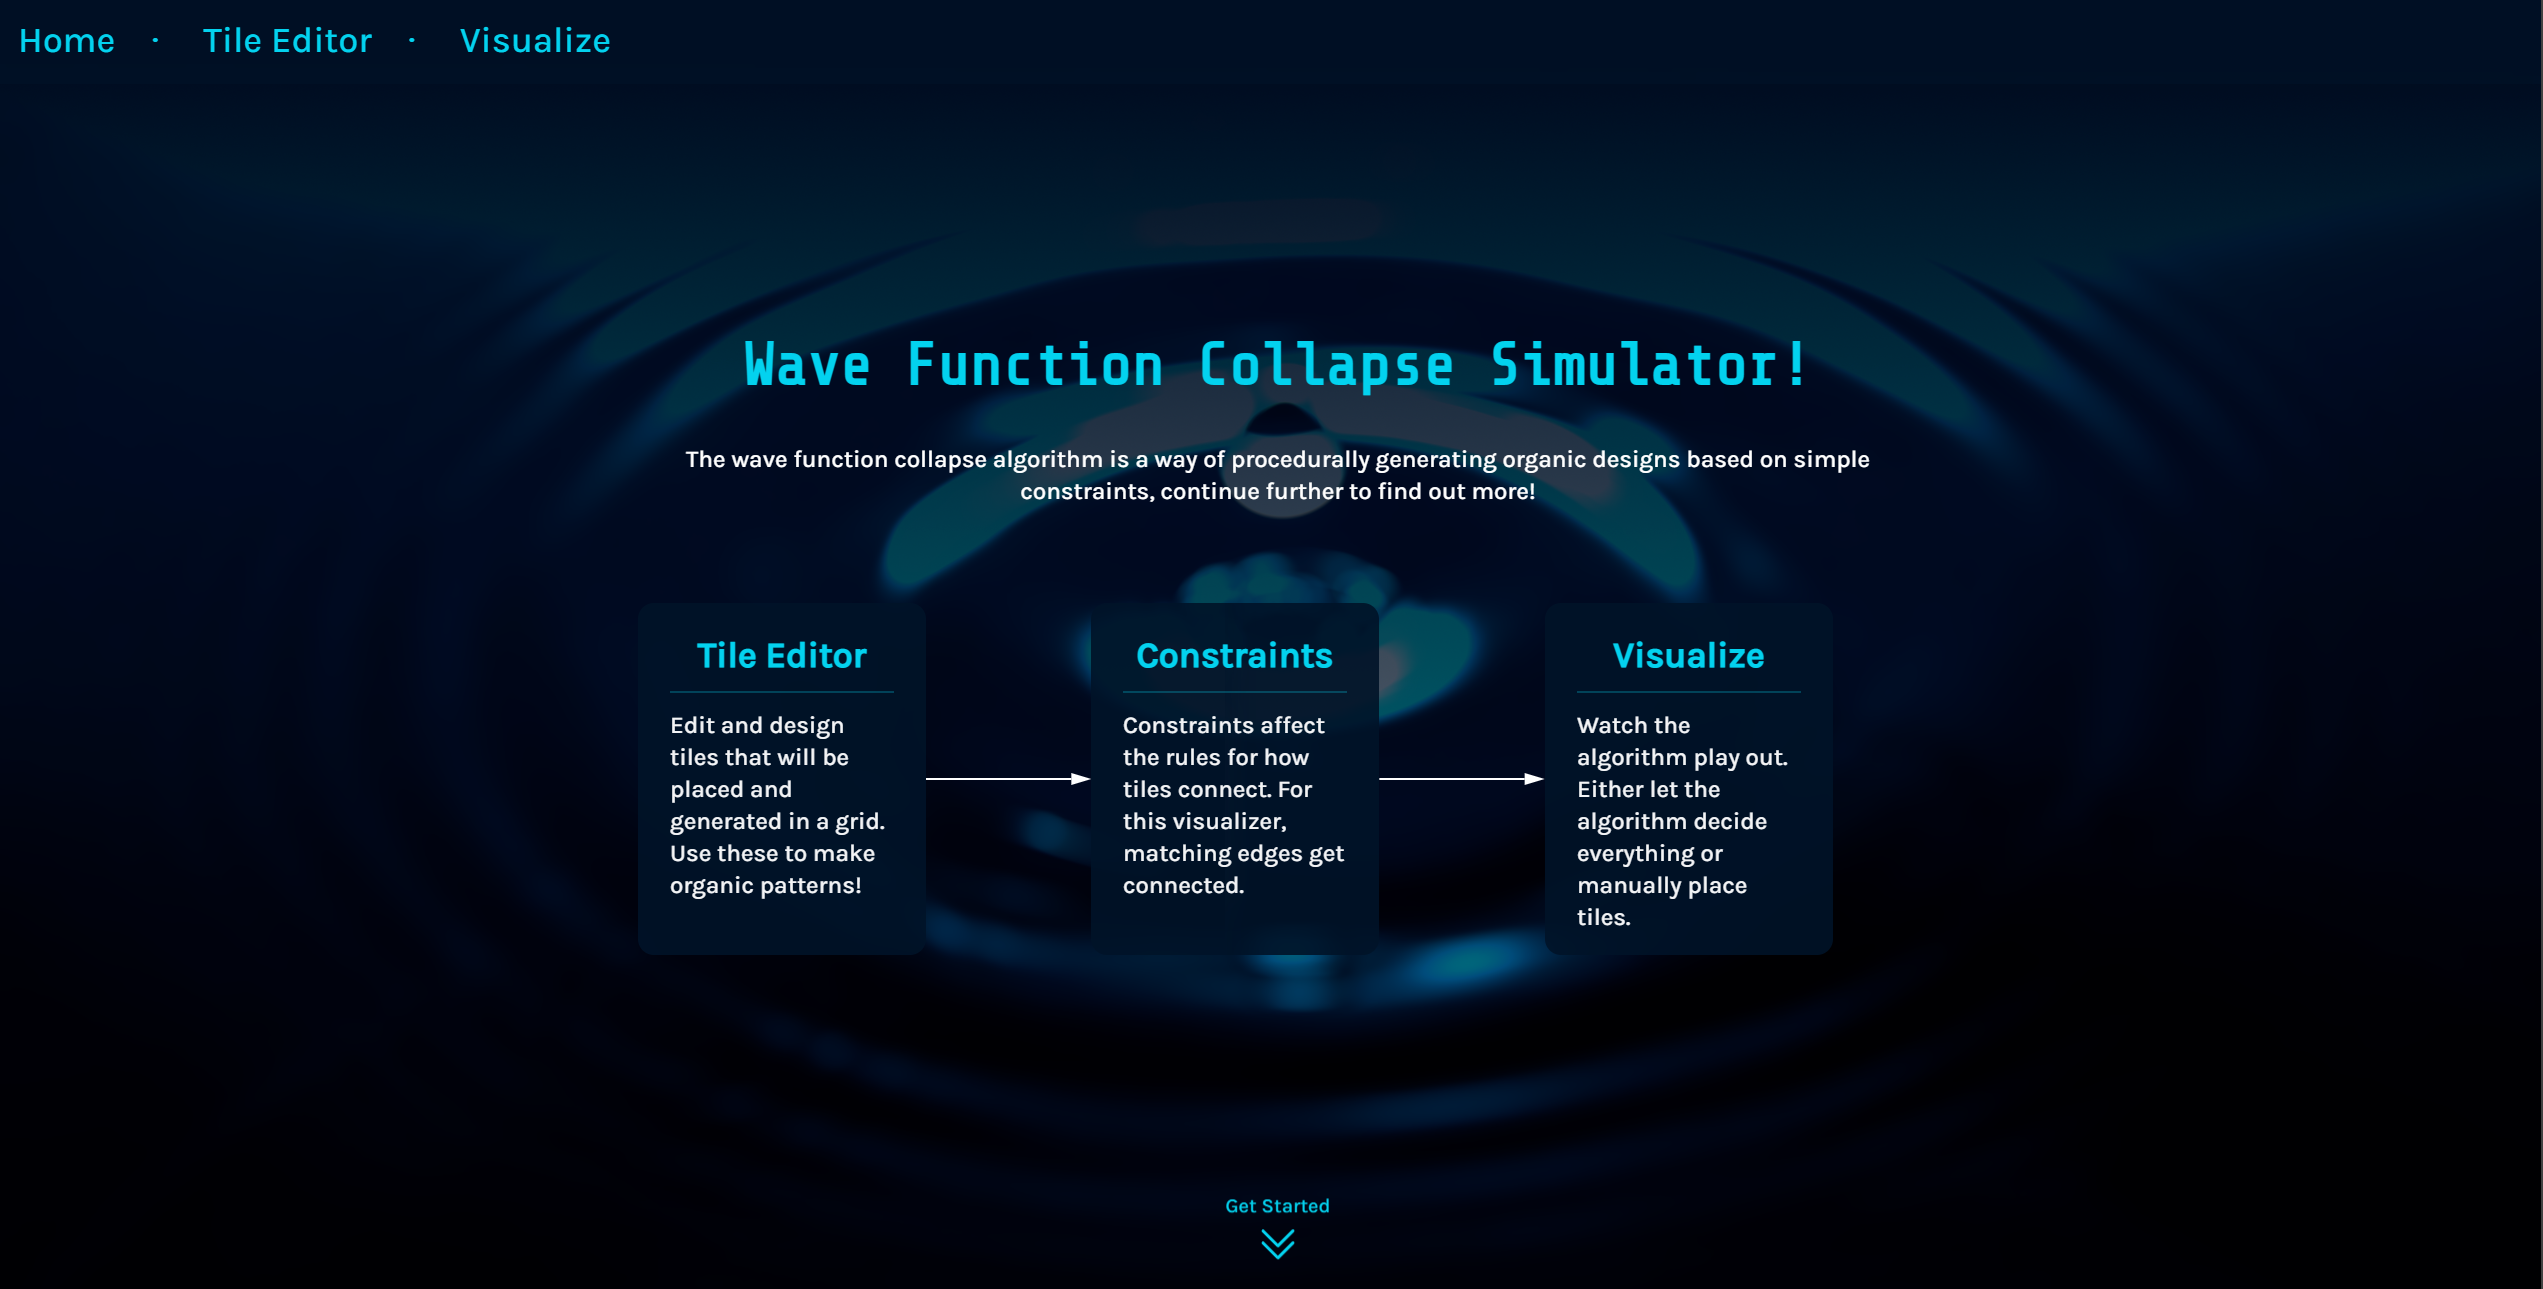 Home · Tile Editor · Visualize
Wave Function Collapse Simulator!
The wave function collapse algorithm is a way of procedurally generating organic designs based on simple
constraints, continue further to find out more!
Tile Editor
Edit and design
tiles that will be
placed and
generated in a grid.
Use these to make
organic patterns!
Constraints
Constraints affect
the rules for how
tiles connect. For
this visualizer,
matching edges get
connected.
Visualize
Watch the
algorithm play out.
Either let the
algorithm decide
everything or
manually place
tiles.
Get Started